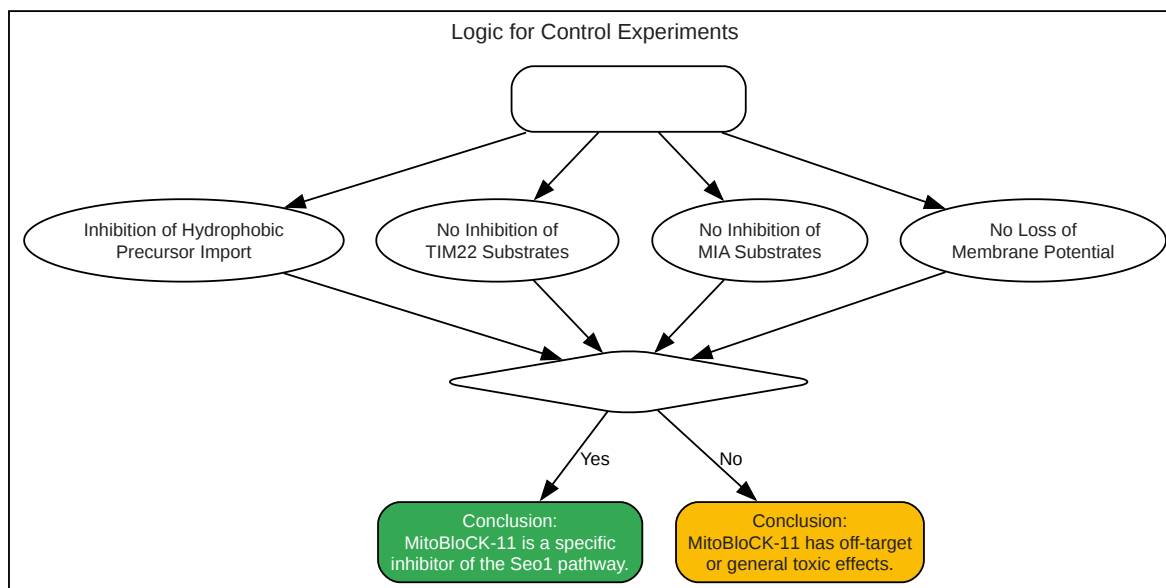 Logic for Control Experiments
Inhibition of Hydrophobic
Precursor Import
No Inhibition of
TIM22 Substrates
No Inhibition of
MIA Substrates
No Loss of
Membrane Potential
Yes
No
Conclusion:
MitoBloCK-11 is a specific
inhibitor of the Seo1 pathway.
Conclusion:
MitoBloCK-11 has off-target
or general toxic effects.